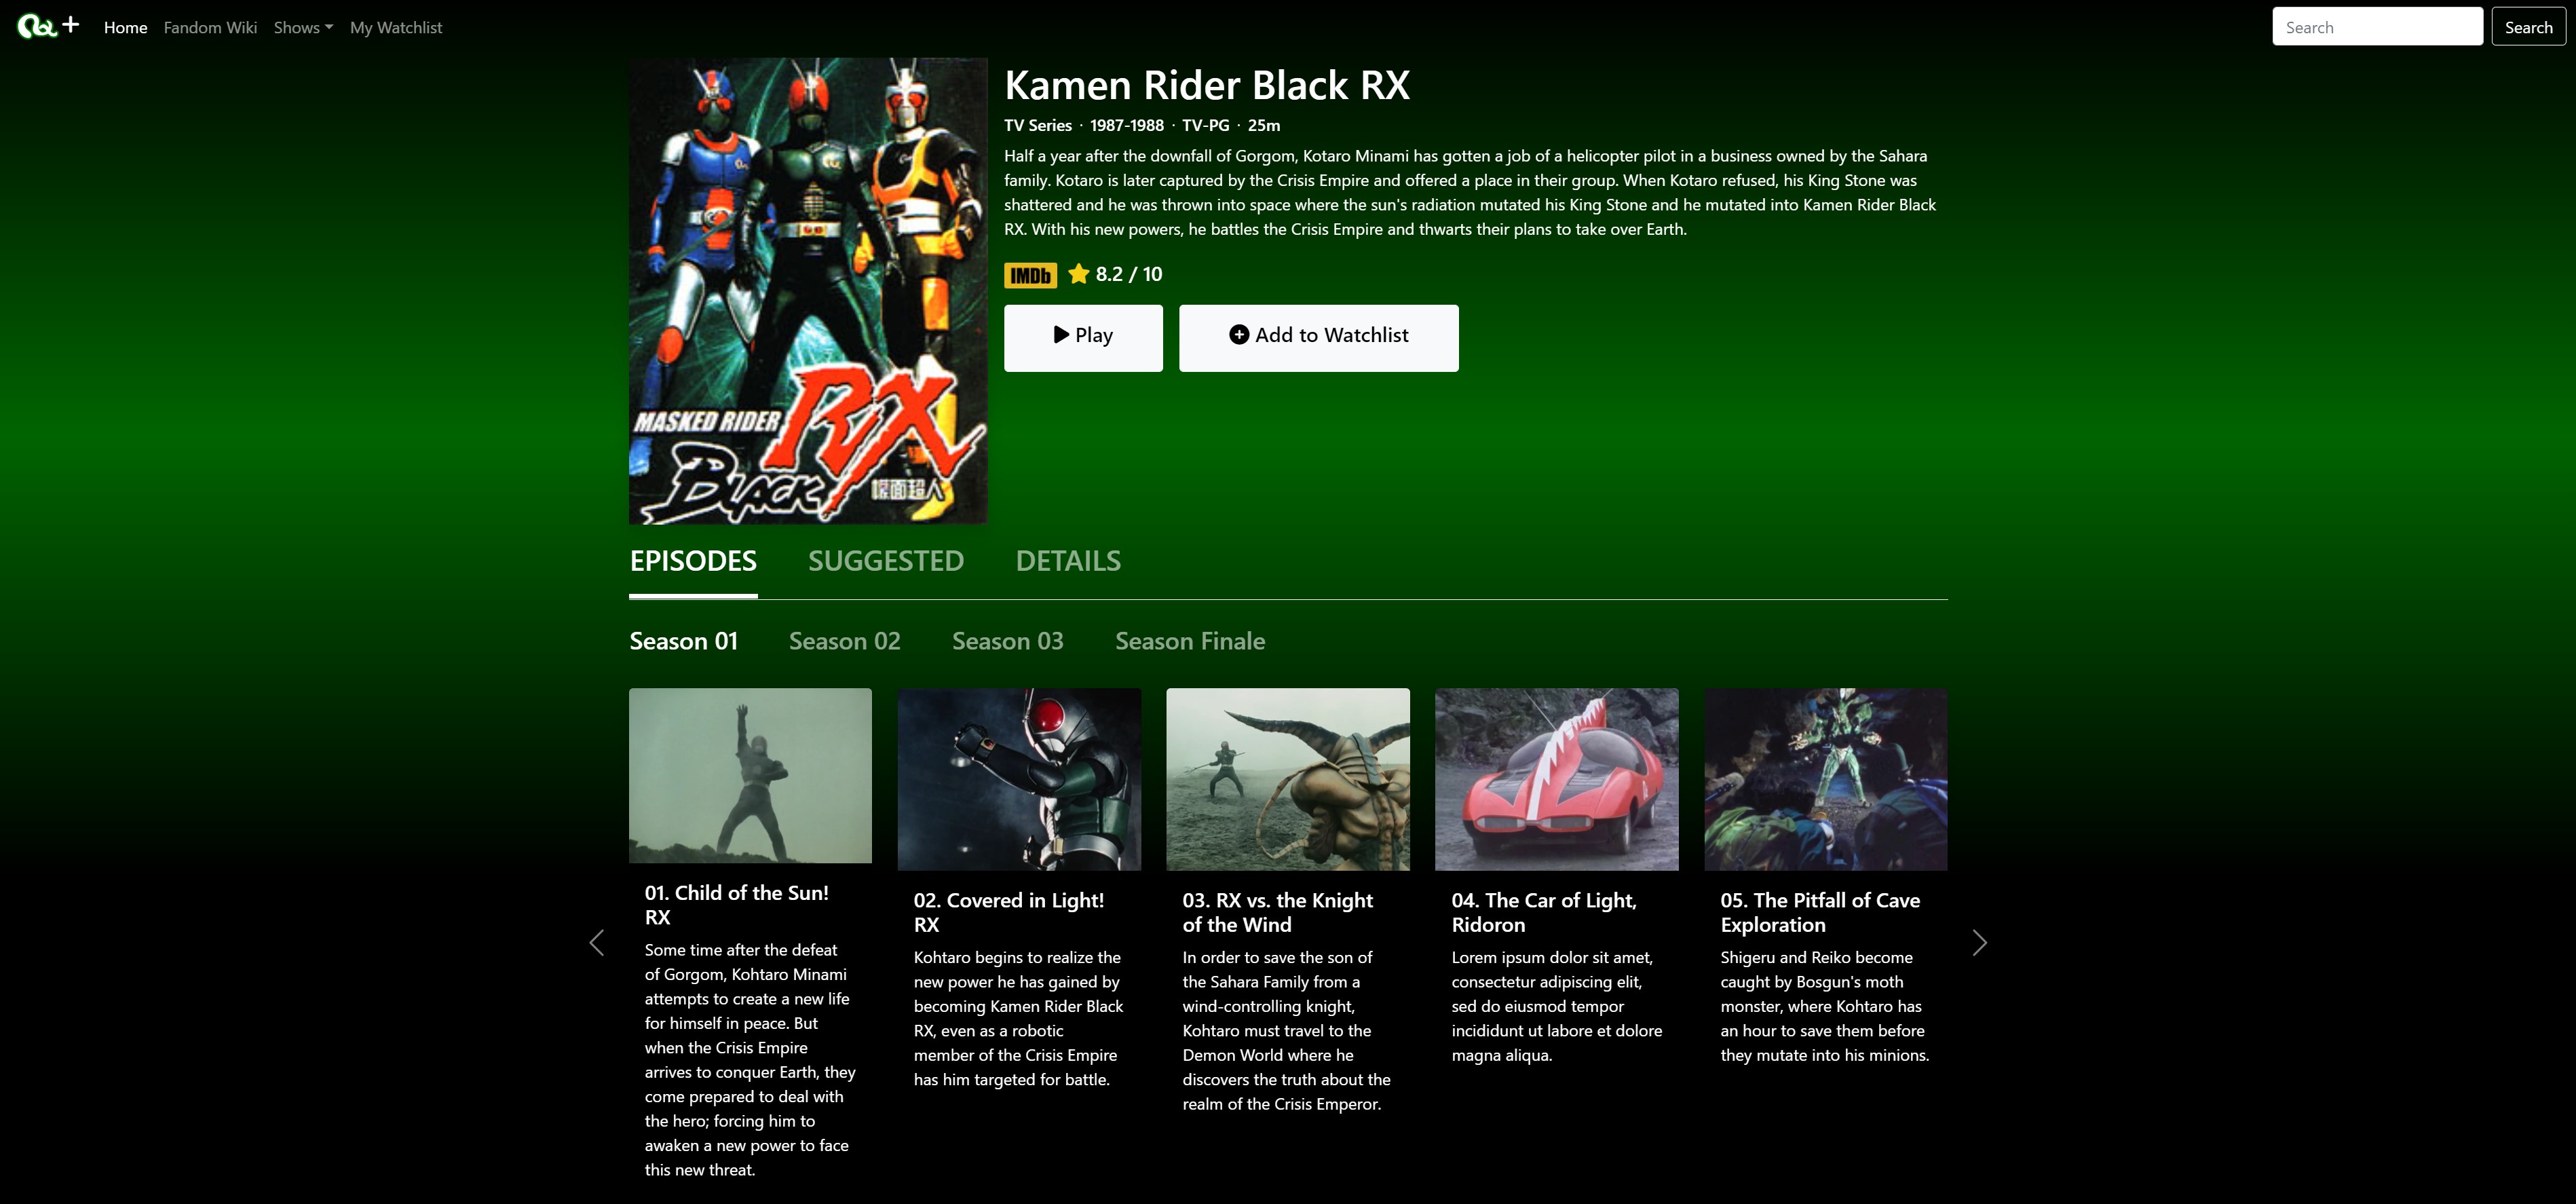 +
Home Fandom Wiki Shows My Watchlist
Search Search
Kamen Rider Black RX
TV Series · 1987-1988 · TV-PG · 25m
Half a year after the downfall of Gorgom, Kotaro Minami has gotten a job of a helicopter pilot in a business owned by the Sahara
family. Kotaro is later captured by the Crisis Empire and offered a place in their group. When Kotaro refused, his King Stone was
shattered and he was thrown into space where the sun's radiation mutated his King Stone and he mutated into Kamen Rider Black
RX. With his new powers, he battles the Crisis Empire and thwarts their plans to take over Earth.
IMDb 8.2 / 10
Play Add to Watchlist
MASKED RIDER
RX
BLACK
幪面超人
EPISODES SUGGESTED DETAILS
Season 01 Season 02 Season 03 Season Finale
01. Child of the Sun!
RX
Some time after the defeat
of Gorgom, Kohtaro Minami
attempts to create a new life
for himself in peace. But
when the Crisis Empire
arrives to conquer Earth, they
come prepared to deal with
the hero; forcing him to
awaken a new power to face
this new threat.
02. Covered in Light!
RX
Kohtaro begins to realize the
new power he has gained by
becoming Kamen Rider Black
RX, even as a robotic
member of the Crisis Empire
has him targeted for battle.
03. RX vs. the Knight
of the Wind
In order to save the son of
the Sahara Family from a
wind-controlling knight,
Kohtaro must travel to the
Demon World where he
discovers the truth about the
realm of the Crisis Emperor.
04. The Car of Light,
Ridoron
Lorem ipsum dolor sit amet,
consectetur adipiscing elit,
sed do eiusmod tempor
incididunt ut labore et dolore
magna aliqua.
05. The Pitfall of Cave
Exploration
Shigeru and Reiko become
caught by Bosgun's moth
monster, where Kohtaro has
an hour to save them before
they mutate into his minions.